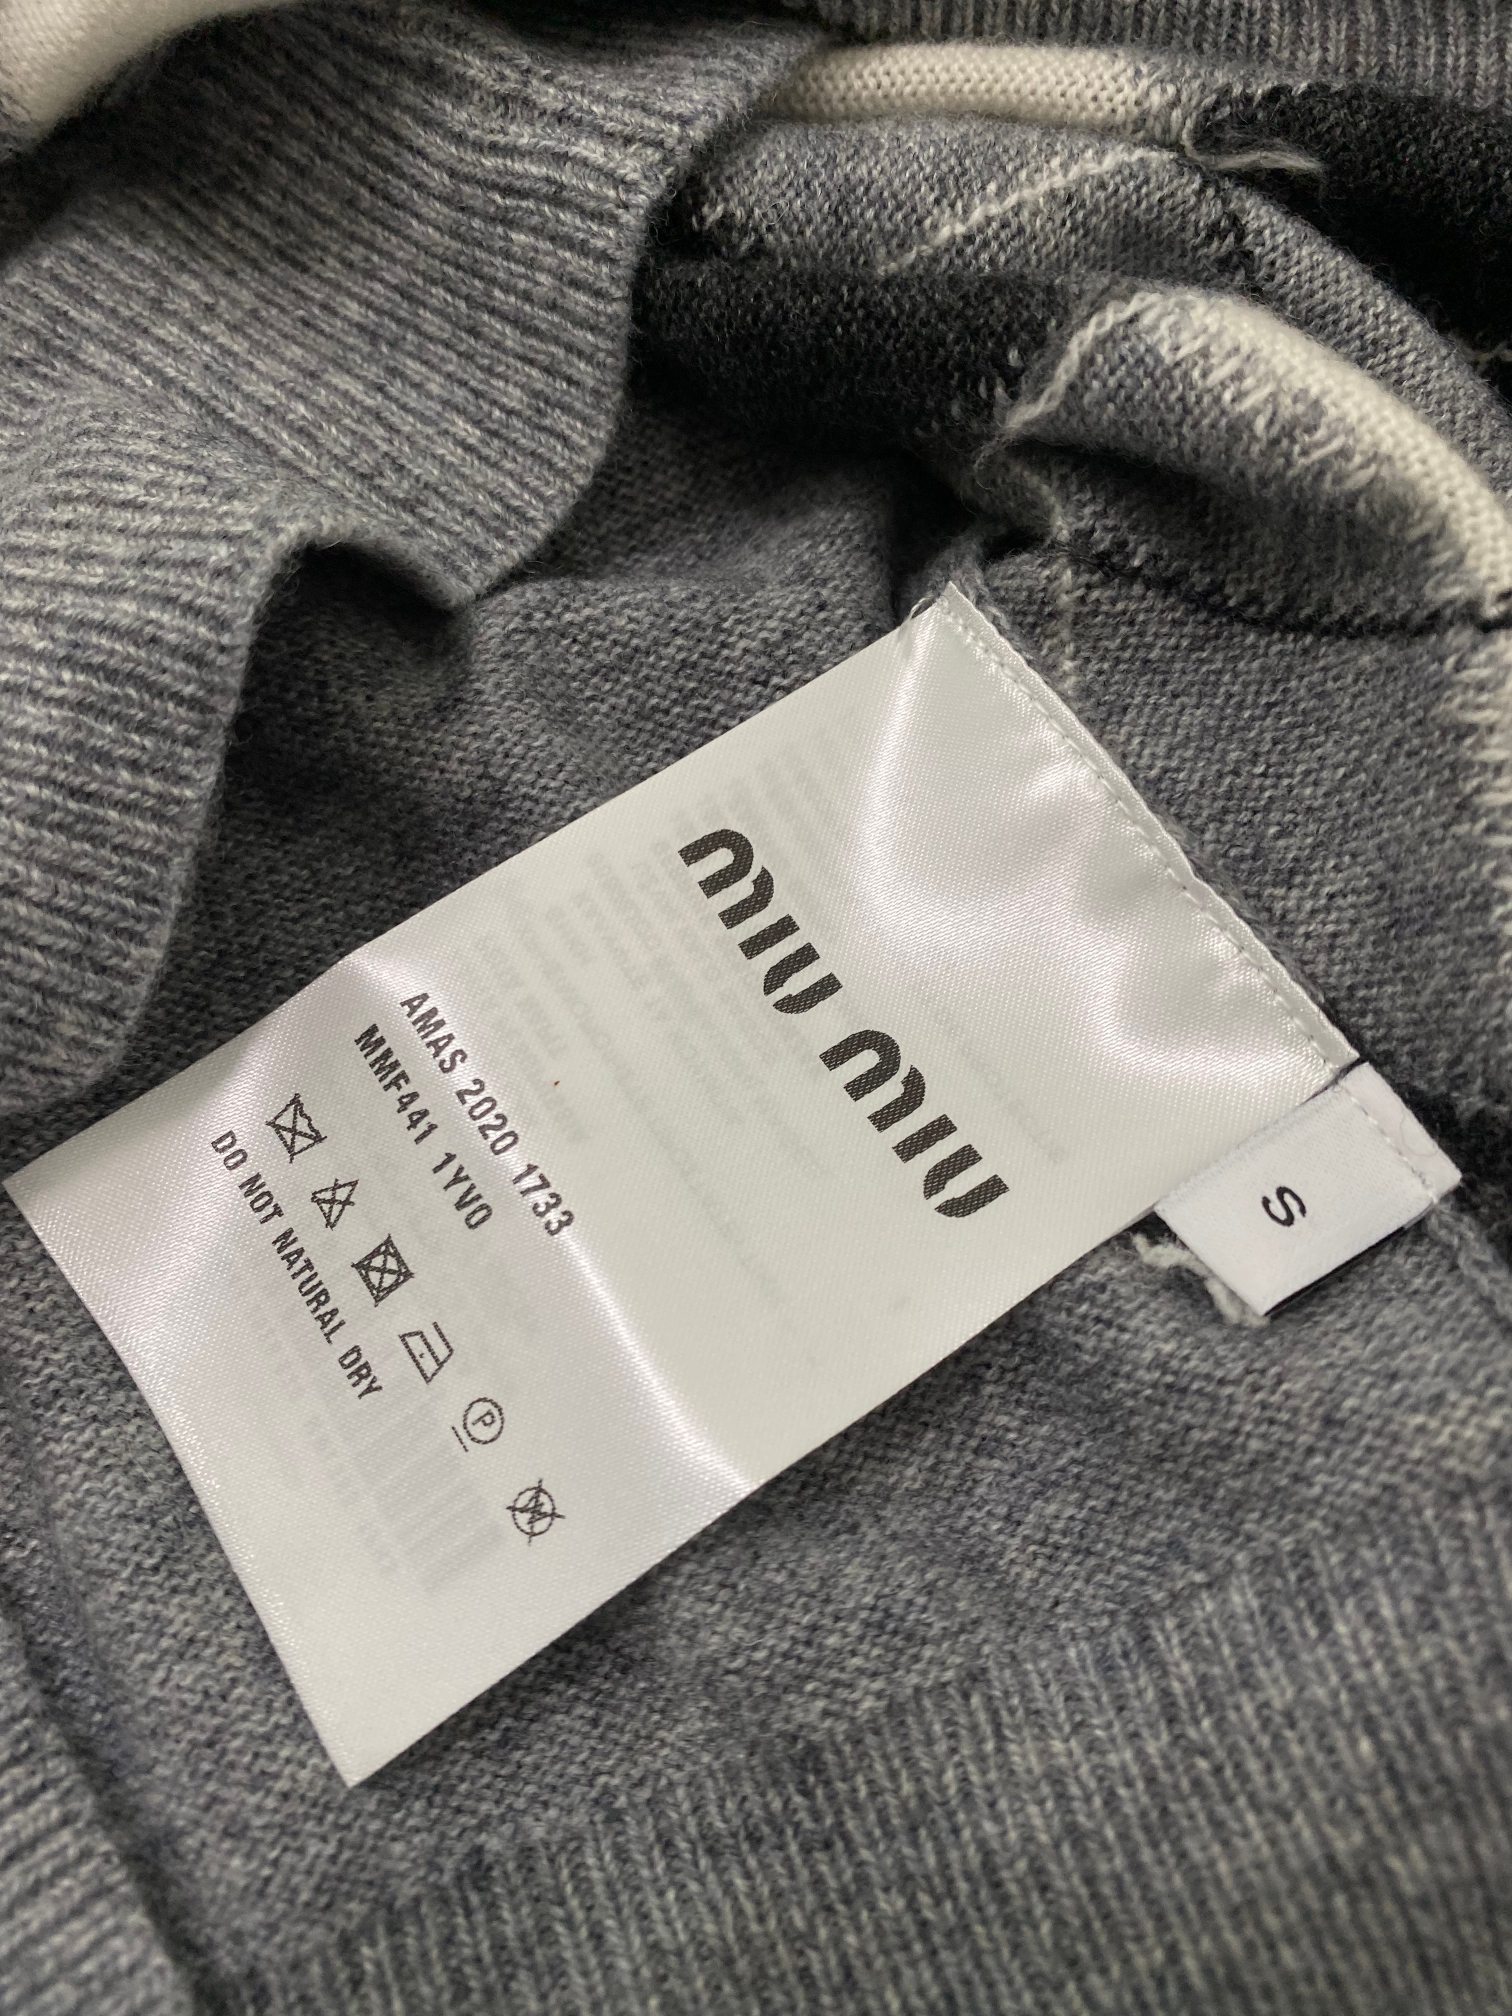 miu miu
AMAS 2020 1733
MMF441 1YV0
P
W
DO NOT NATURAL DRY
S